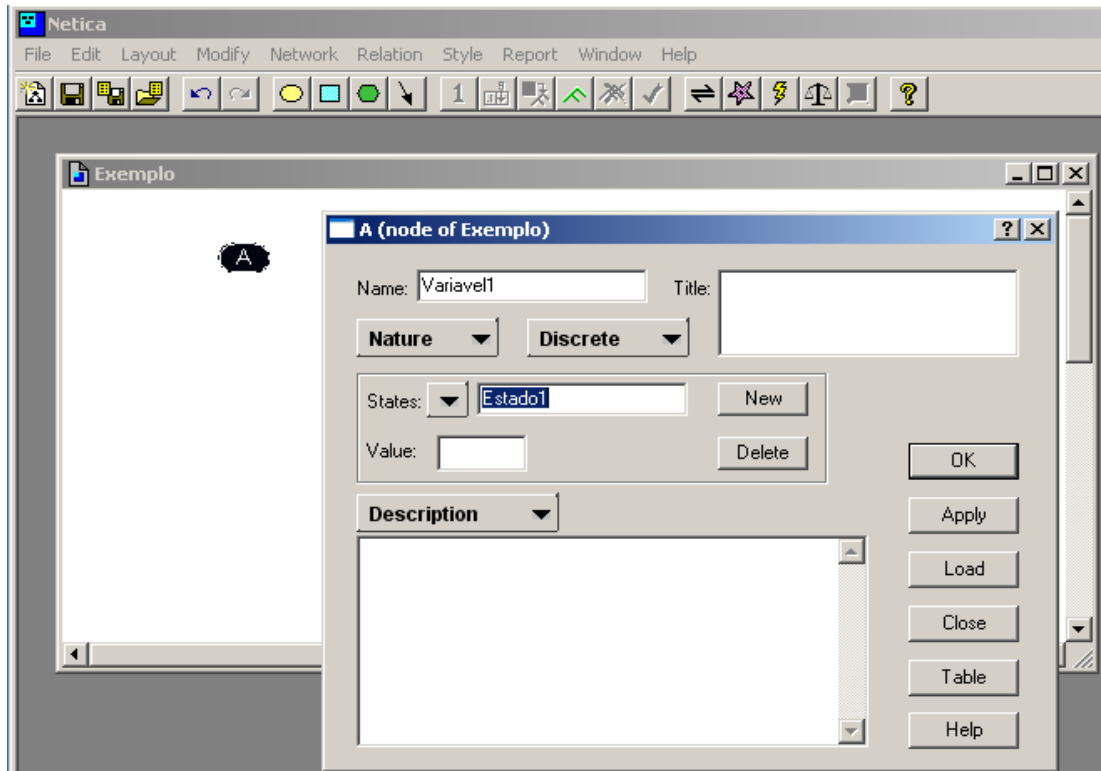 Netica
File Edit Layout Modify Network Relation Style Report Window Help
1
Exemplo
A
A (node of Exemplo)
Name: Variavel1 Title:
Nature Discrete
States: Estado1 New
Value: Delete
OK
Description
Apply
Load
Close
Table
Help